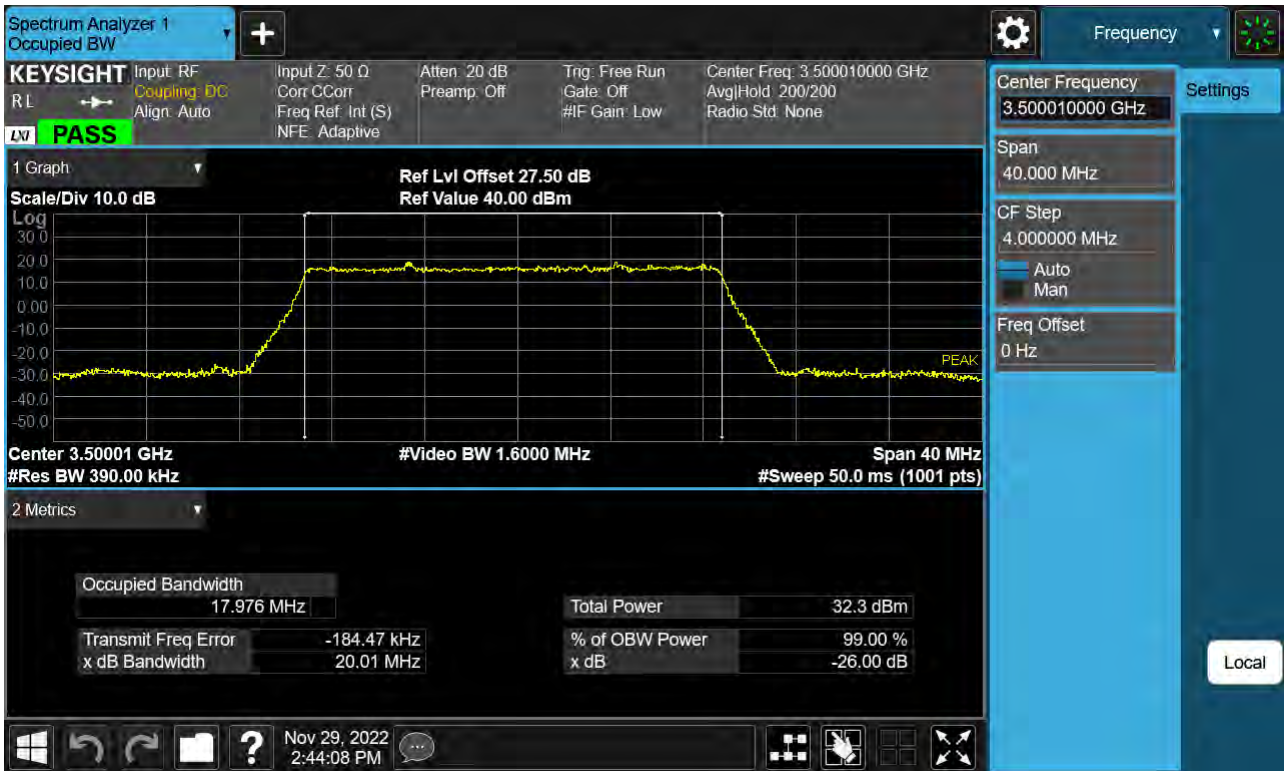 Spectrum Analyzer 1
Occupied BW
+
Frequency
KEYSIGHT
R L
LXI
PASS
Input: RF
Coupling: DC
Align: Auto
Input Z: 50 Ω
Corr CCorr
Freq Ref: Int (S)
NFE: Adaptive
Atten: 20 dB
Preamp: Off
Trig: Free Run
Gate: Off
#IF Gain: Low
Center Freq: 3.500010000 GHz
Avg|Hold: 200/200
Radio Std: None
Center Frequency
3.500010000 GHz
Settings
Span
40.000 MHz
CF Step
4.000000 MHz
Auto
Man
Freq Offset
0 Hz
1 Graph
Scale/Div 10.0 dB
Ref Lvl Offset 27.50 dB
Ref Value 40.00 dBm
Log
30.0
20.0
10.0
0.00
-10.0
-20.0
-30.0
-40.0
-50.0
PEAK
Center 3.50001 GHz
#Res BW 390.00 kHz
#Video BW 1.6000 MHz
Span 40 MHz
#Sweep 50.0 ms (1001 pts)
2 Metrics
Occupied Bandwidth
17.976 MHz
Transmit Freq Error -184.47 kHz
x dB Bandwidth 20.01 MHz
Total Power 32.3 dBm
% of OBW Power 99.00 %
x dB -26.00 dB
Local
?
Nov 29, 2022
2:44:08 PM